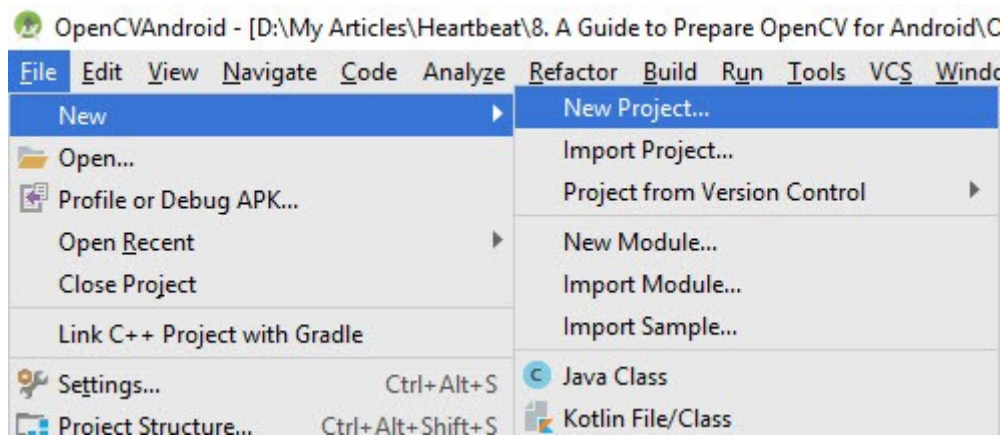 OpenCVAndroid - [D:\My Articles\Heartbeat\8. A Guide to Prepare OpenCV for Android\O
File Edit View Navigate Code Analyze Refactor Build Run Tools VCS Windo
New
New Project...
Open...
Import Project...
Profile or Debug APK...
Project from Version Control
Open Recent
New Module...
Close Project
Import Module...
Link C++ Project with Gradle
Import Sample...
Settings... Ctrl+Alt+S
C Java Class
Project Structure... Ctrl+Alt+Shift+S
Kotlin File/Class